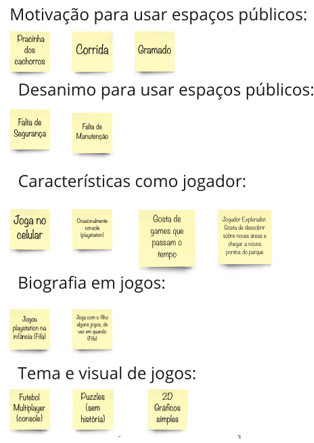 Motivação para usar espaços públicos:
Pracinha
dos
cachorros
Corrida
Gramado
Desanimo para usar espaços públicos:
Falta de
Segurança
Falta de
Manutenção
Características como jogador:
Joga no
celular
Ocasionalmente
console
(playstation)
Gosta de
games que
passam o
tempo
Jogador Explorador.
Gosta de descobrir
sobre novas áreas e
chegar a novos
pontos do parque
Biografia em jogos:
Jogou
playstation na
infância (Fifa)
Joga com o filho
alguns jogos, de
vez em quando
(Fifa)
Tema e visual de jogos:
Futebol
Multiplayer
(console)
Puzzles
(sem
história)
2D
Gráficos
simples